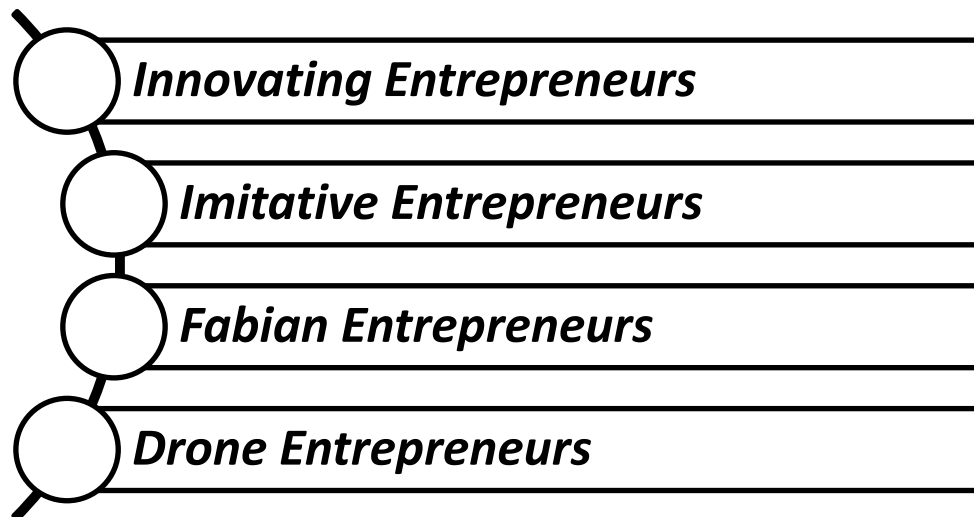 Innovating Entrepreneurs
Imitative Entrepreneurs
Fabian Entrepreneurs
Drone Entrepreneurs